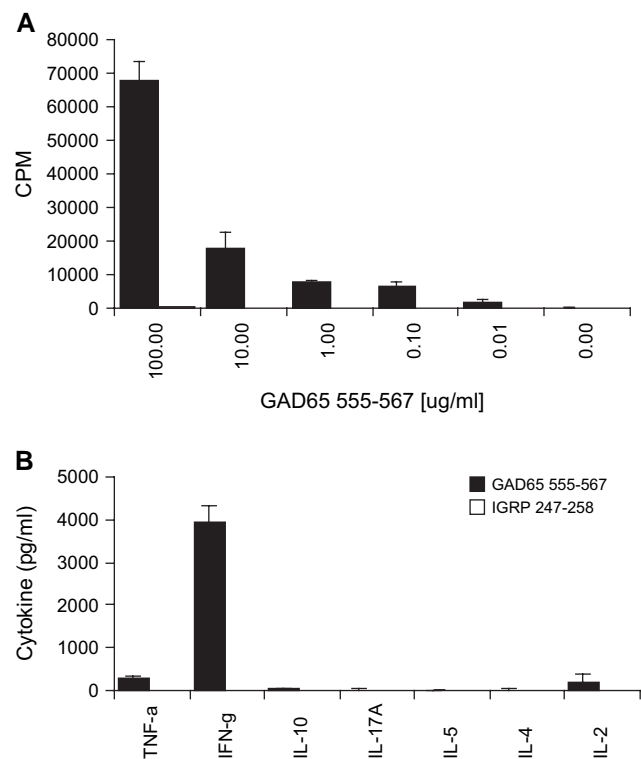 A
80000
70000
60000
50000
40000
30000
20000
10000
0
CPM
100.00
10.00
1.00
0.10
0.01
0.00
GAD65 555-567 [ug/ml]
B
5000
4000
3000
2000
1000
0
Cytokine (pg/ml)
GAD65 555-567
IGRP 247-258
TNF-a
IFN-g
IL-10
IL-17A
IL-5
IL-4
IL-2